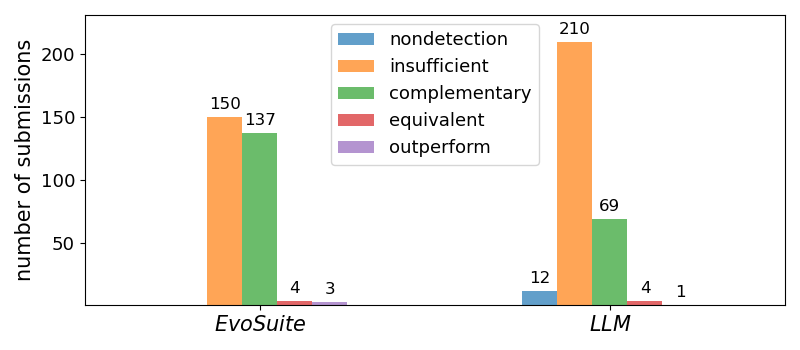 number of submissions
200
150
100
50
nondetection
insufficient
complementary
equivalent
outperform
150
137
4
3
12
210
69
4
1
EvoSuite
LLM